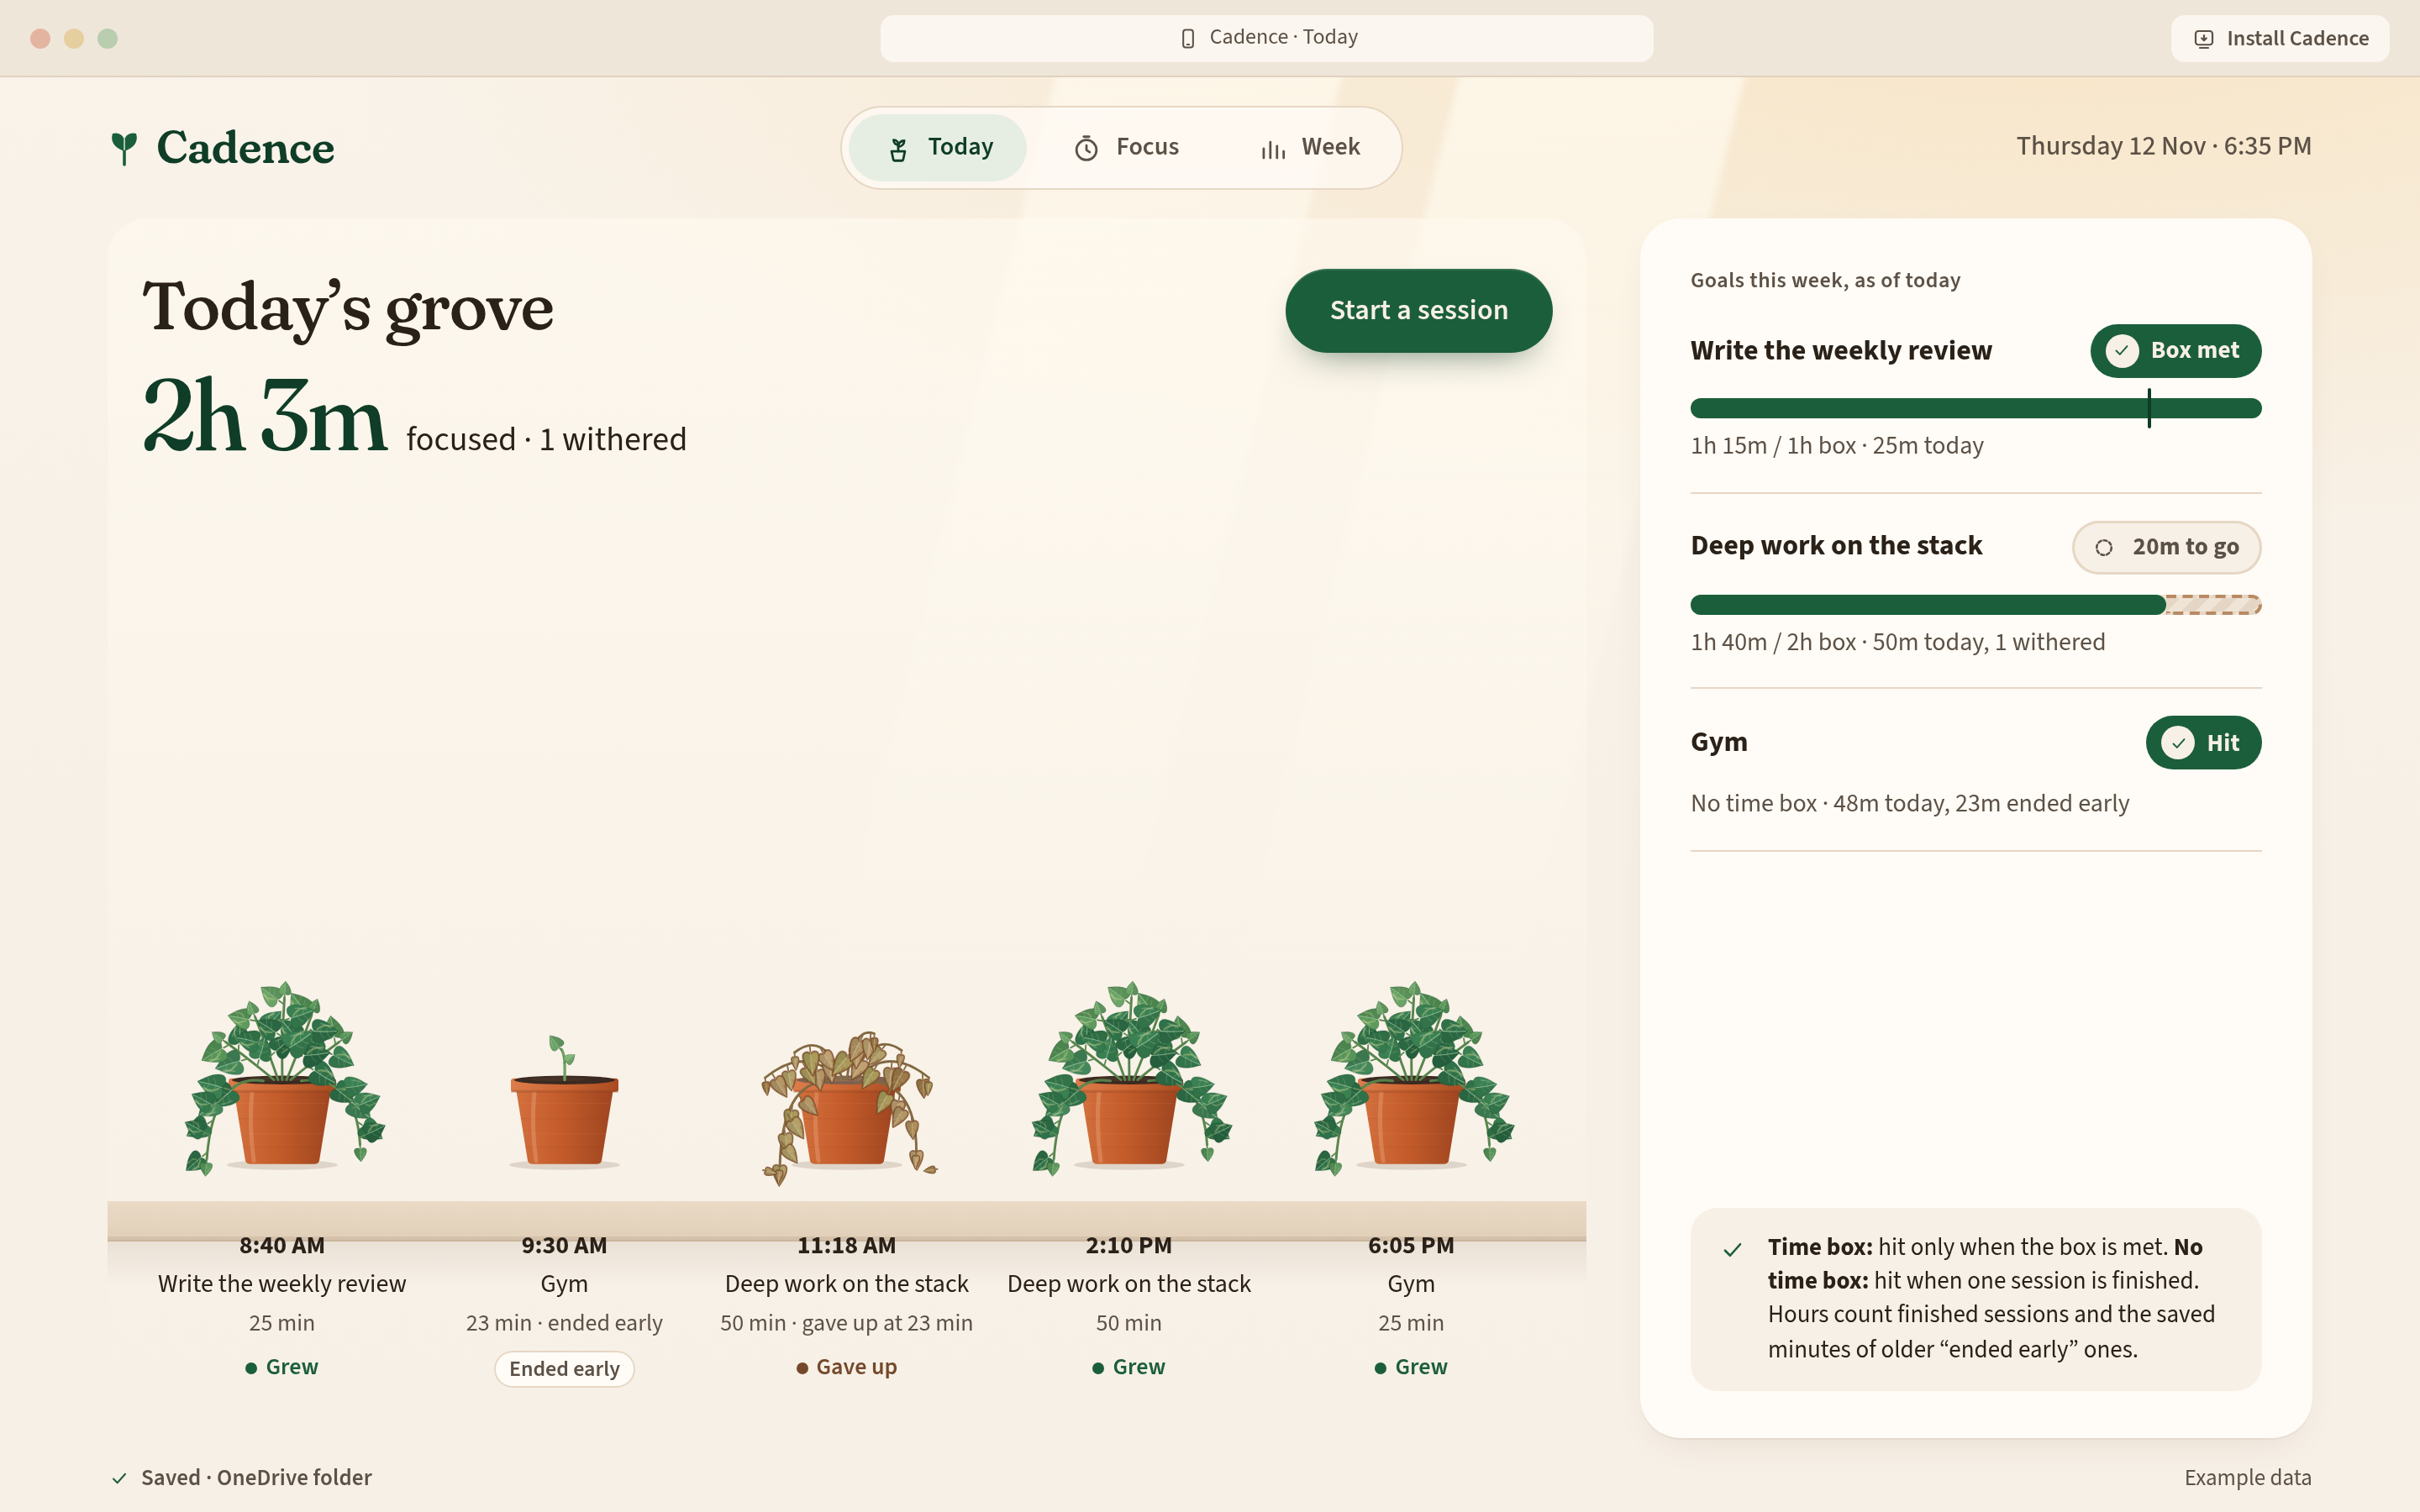 Cadence · Today
Install Cadence
Cadence
Today
Focus
Week
Thursday 12 Nov · 6:35 PM
Today’s grove
Start a session
2h 3m focused · 1 withered
8:40 AM
Write the weekly review
25 min
Grew
9:30 AM
Gym
23 min · ended early
Ended early
11:18 AM
Deep work on the stack
50 min · gave up at 23 min
Gave up
2:10 PM
Deep work on the stack
50 min
Grew
6:05 PM
Gym
25 min
Grew
Goals this week, as of today
Write the weekly review
Box met
1h 15m / 1h box · 25m today
Deep work on the stack
20m to go
1h 40m / 2h box · 50m today, 1 withered
Gym
Hit
No time box · 48m today, 23m ended early
Time box: hit only when the box is met. No
time box: hit when one session is finished.
Hours count finished sessions and the saved
minutes of older “ended early” ones.
Saved · OneDrive folder
Example data